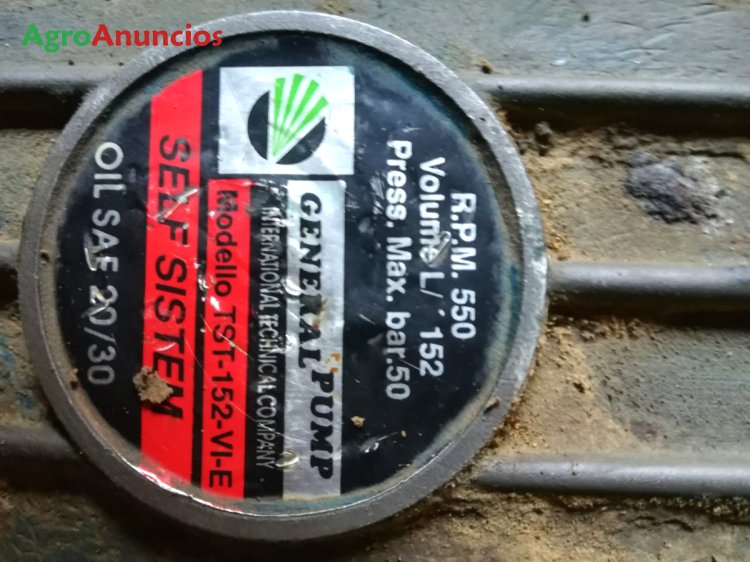 AgroAnuncios
R.P.M. 550
Volume L/' 152
Press. Max. bar.50
GENERAL PUMP
INTERNATIONAL TECHNICAL COMPANY
Modello TST-152-VI-E
SELF SISTEM
OIL SAE 20/30